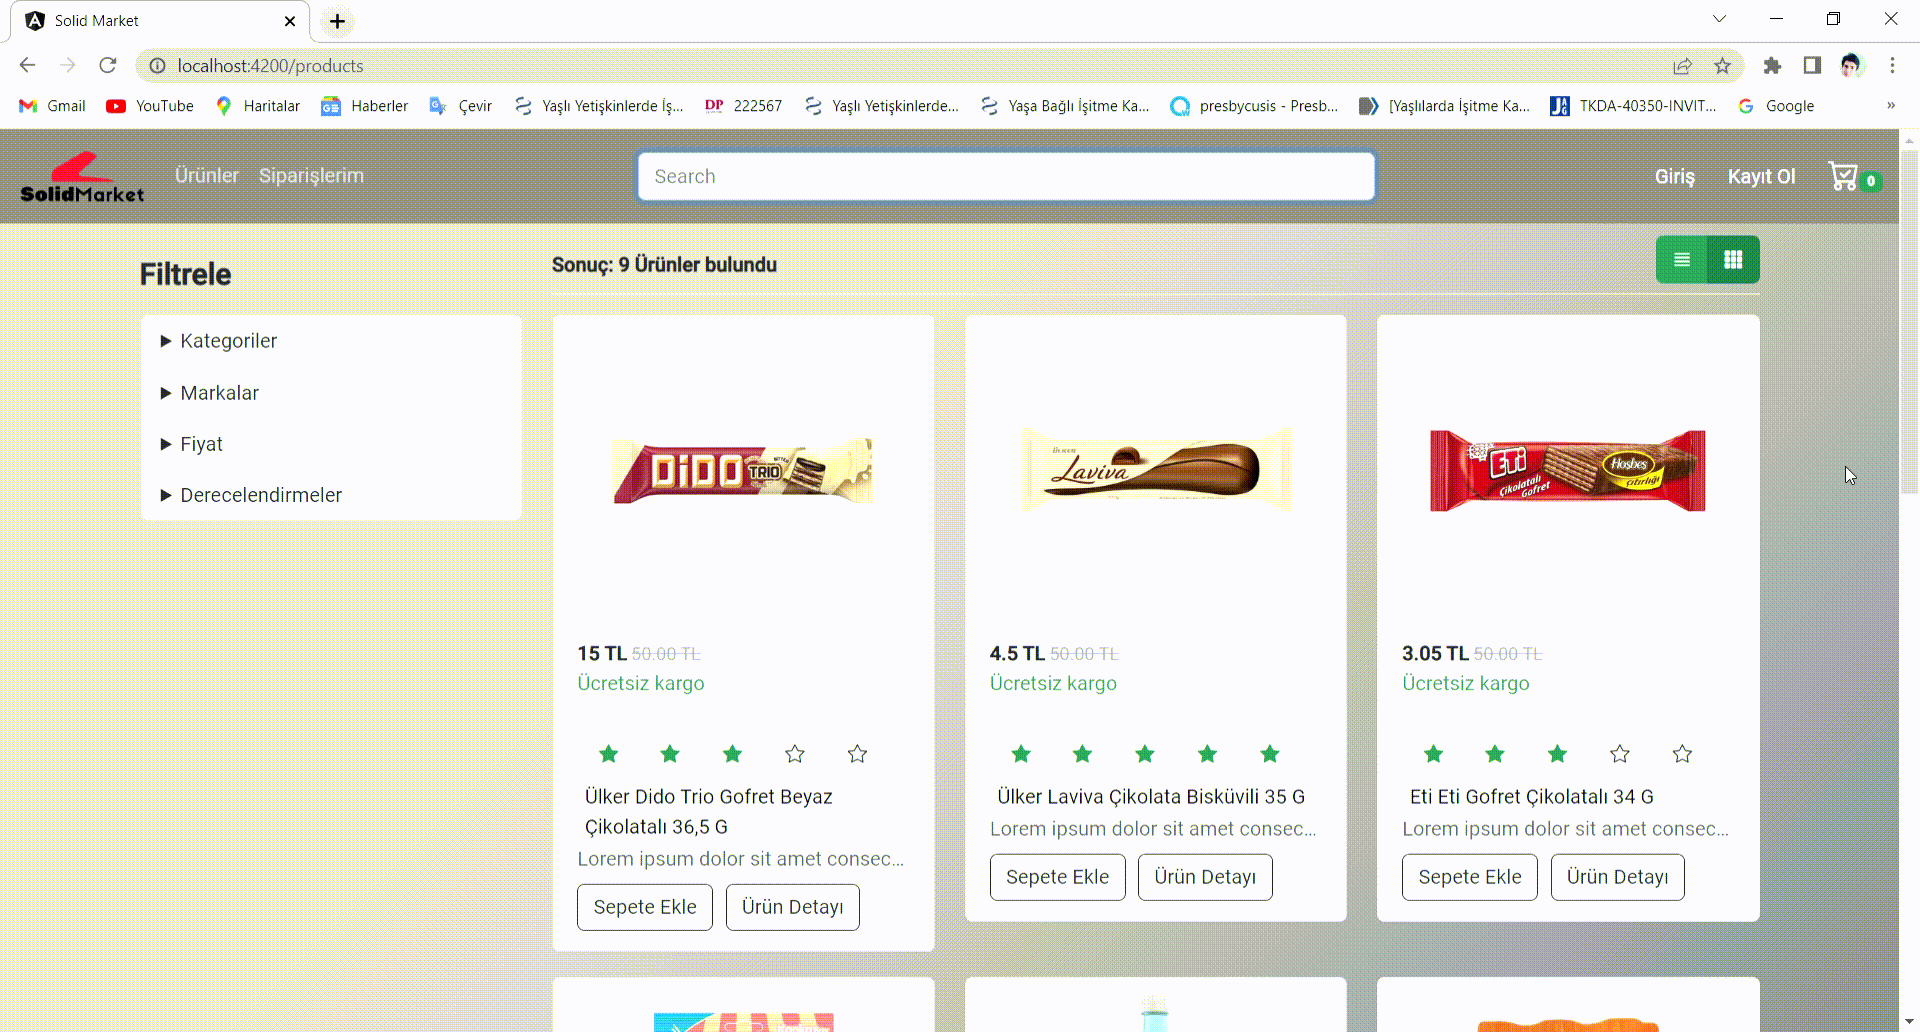 Solid Market
localhost:4200/products
Gmail
YouTube
Haritalar
Haberler
Çevir
Yaşlı Yetişkinlerde İş...
DP 222567
Yaşlı Yetişkinlerde...
Yaşa Bağlı İşitme Ka...
presbycusis - Presb...
[Yaşlılarda İşitme Ka...
TKDA-40350-INVIT...
Google
SolidMarket
Ürünler
Siparişlerim
Search
Giriş
Kayıt Ol
0
Filtrele
Kategoriler
Markalar
Fiyat
Derecelendirmeler
Sonuç: 9 Ürünler bulundu
DiDO
TRIO
15 TL 50.00 TL
Ücretsiz kargo
Ülker Dido Trio Gofret Beyaz
Çikolatalı 36,5 G
Lorem ipsum dolor sit amet consec...
Sepete Ekle
Ürün Detayı
ÜLKER
Laviva
4.5 TL 50.00 TL
Ücretsiz kargo
Ülker Laviva Çikolata Bisküvili 35 G
Lorem ipsum dolor sit amet consec...
Sepete Ekle
Ürün Detayı
ETi
Çikolatalı
Gofret
Hoşbeş
Çıtırlığı
3.05 TL 50.00 TL
Ücretsiz kargo
Eti Eti Gofret Çikolatalı 34 G
Lorem ipsum dolor sit amet consec...
Sepete Ekle
Ürün Detayı